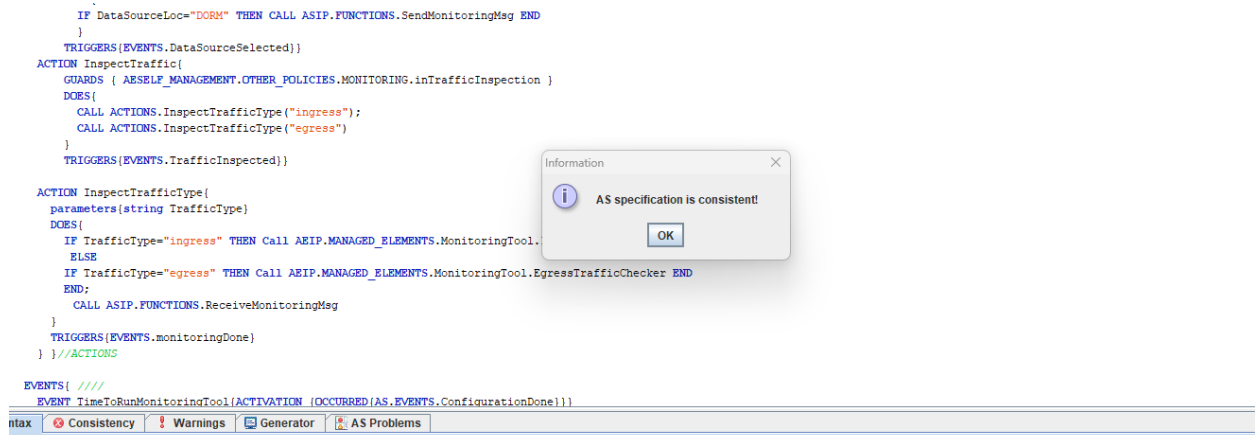 IF DataSourceLoc="DORM" THEN CALL ASIP.FUNCTIONS.SendMonitoringMsg END
}
TRIGGERS{EVENTS.DataSourceSelected}}
ACTION InspectTraffic{
GUARDS { AESELF_MANAGEMENT.OTHER_POLICIES.MONITORING.inTrafficInspection }
DOES{
CALL ACTIONS.InspectTrafficType("ingress");
CALL ACTIONS.InspectTrafficType("egress")
}
TRIGGERS{EVENTS.TrafficInspected}}
ACTION InspectTrafficType{
parameters{string TrafficType}
DOES{
IF TrafficType="ingress" THEN Call AEIP.MANAGED_ELEMENTS.MonitoringTool.
ELSE
IF TrafficType="egress" THEN Call AEIP.MANAGED_ELEMENTS.MonitoringTool.EgressTrafficChecker END
END;
CALL ASIP.FUNCTIONS.ReceiveMonitoringMsg
}
TRIGGERS{EVENTS.monitoringDone}
} }//ACTIONS
EVENTS{ ////
EVENT TimeToRunMonitoringTool{ACTIVATION {OCCURRED{AS.EVENTS.ConfigurationDone}}}
Information
AS specification is consistent!
OK
ntax Consistency Warnings Generator AS Problems